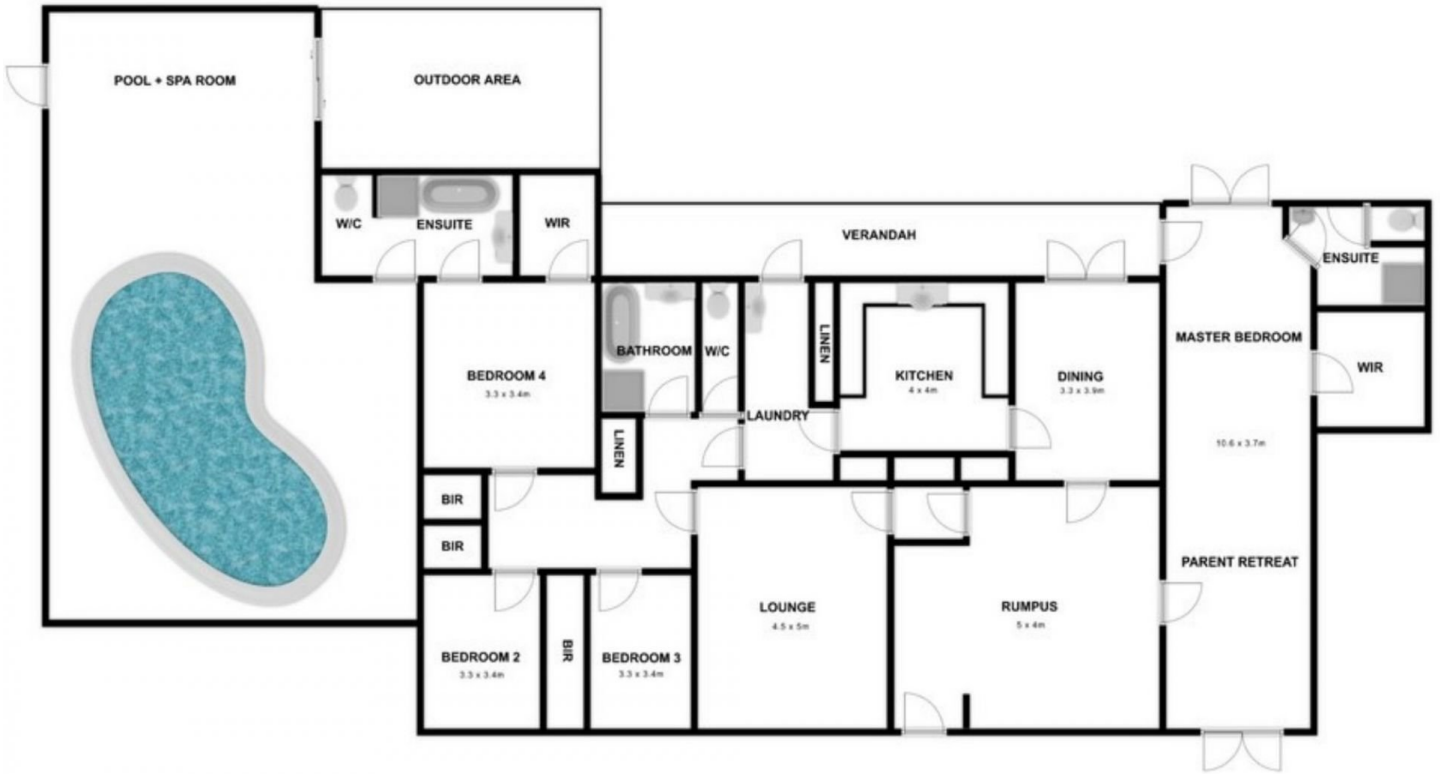 POOL + SPA ROOM
OUTDOOR AREA
W/C
ENSUITE
WIR
VERANDAH
ENSUITE
MASTER BEDROOM
WIR
10.6 x 3.7m
PARENT RETREAT
BEDROOM 4
3.3 x 3.4m
BATHROOM
W/C
LINEN
LAUNDRY
KITCHEN
4 x 4m
DINING
3.3 x 3.9m
LINEN
BIR
BIR
BEDROOM 2
3.3 x 3.4m
BIR
BEDROOM 3
3.3 x 3.4m
LOUNGE
4.5 x 5m
RUMPUS
5 x 4m